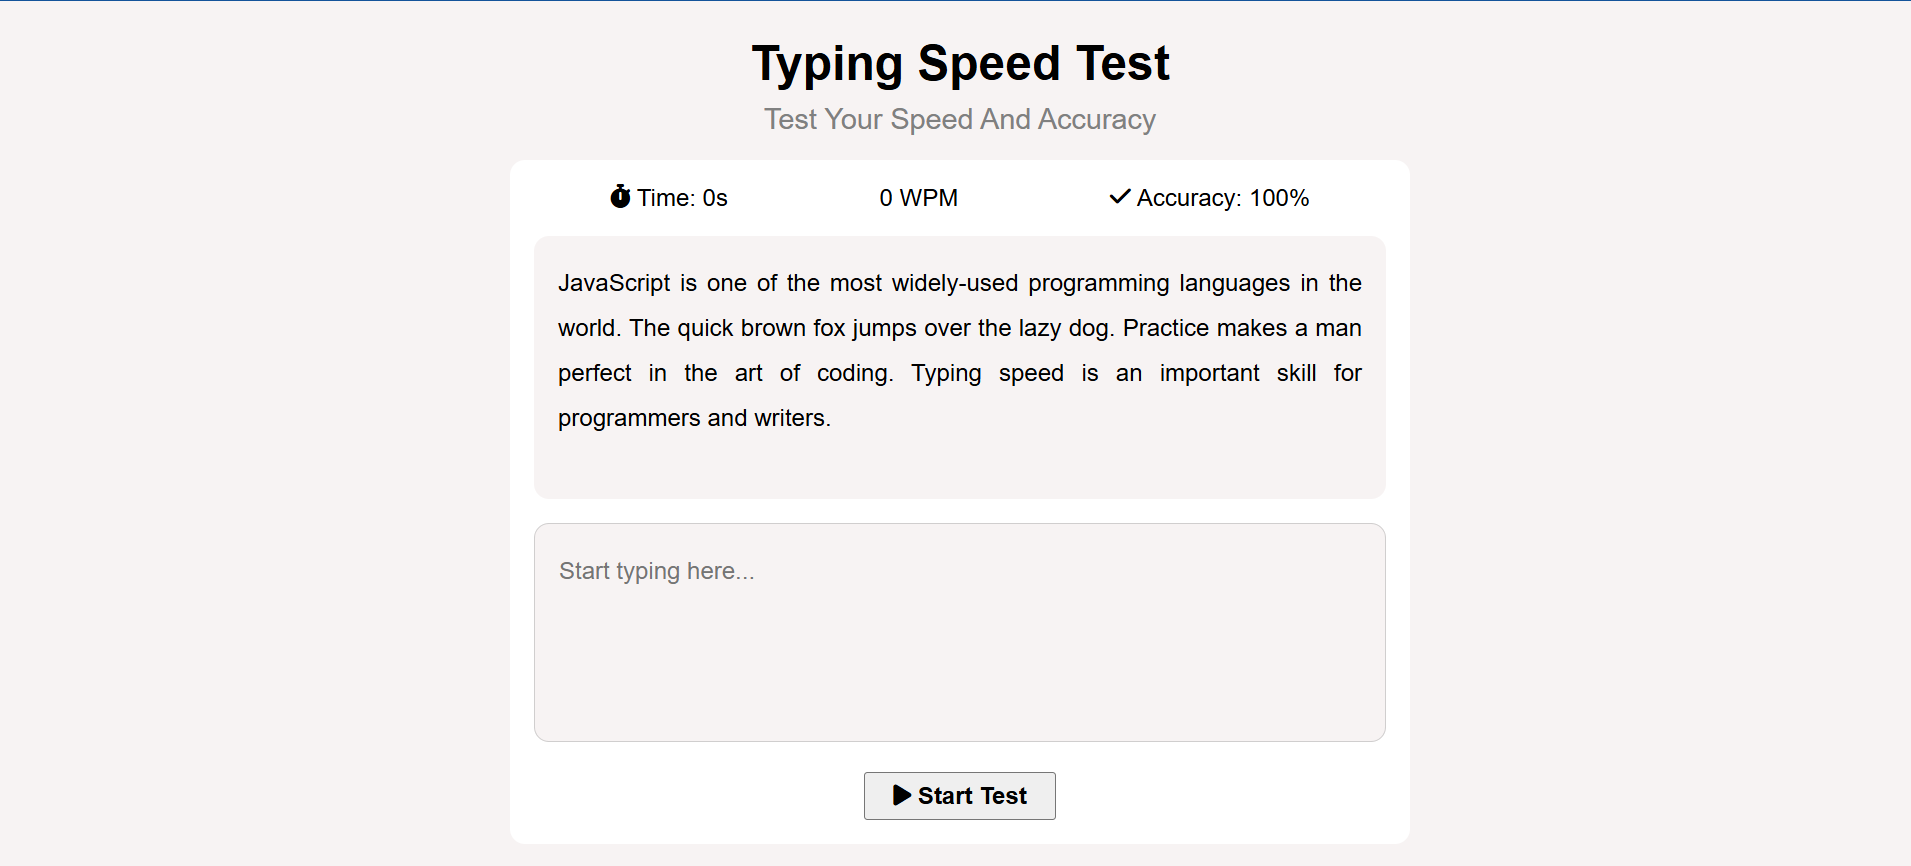 Typing Speed Test
Test Your Speed And Accuracy
Time: 0s
0 WPM
Accuracy: 100%
JavaScript is one of the most widely-used programming languages in the
world. The quick brown fox jumps over the lazy dog. Practice makes a man
perfect in the art of coding. Typing speed is an important skill for
programmers and writers.
Start typing here...
Start Test